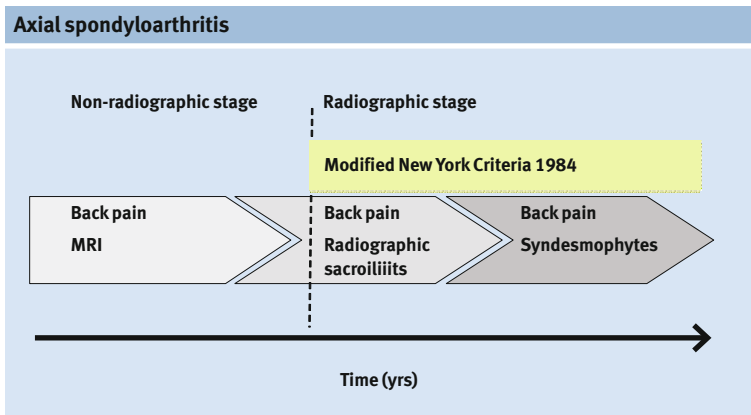 Axial spondyloarthritis
Non-radiographic stage
Radiographic stage
Modified New York Criteria 1984
Back pain
MRI
Back pain
Radiographic
sacroiliiits
Back pain
Syndesmophytes
Time (yrs)